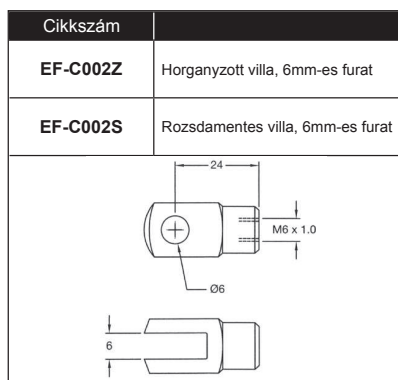 Cikkszám
EF-C002Z Horganyzott villa, 6mm-es furat
EF-C002S Rozsdamentes villa, 6mm-es furat
24
M6 x 1.0
Ø6
6